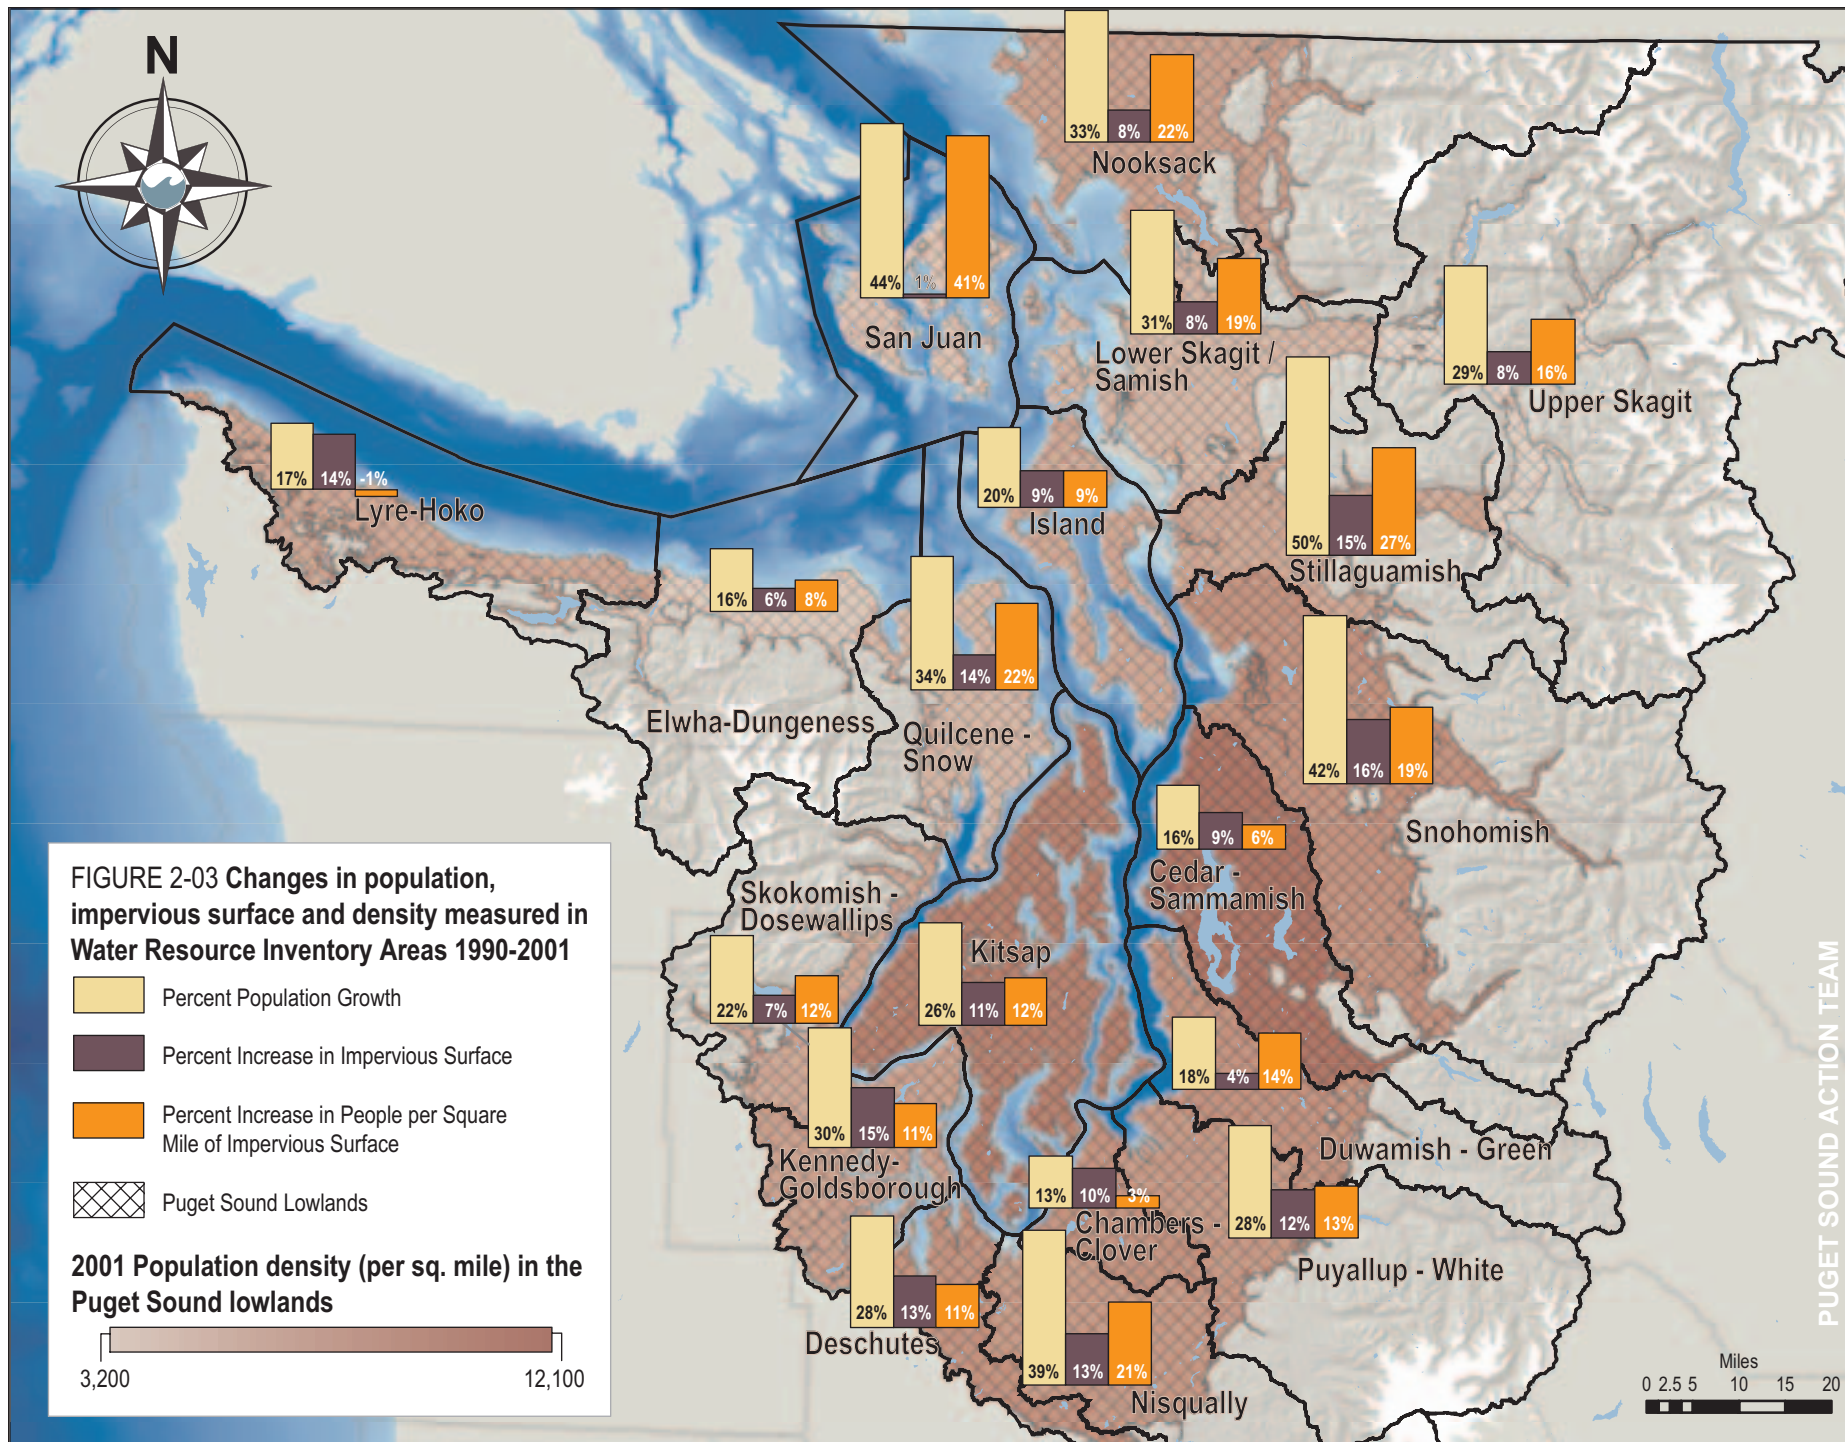 N
33% 8% 22%
Nooksack
44% 1% 41%
San Juan
31% 8% 19%
Lower Skagit /
Samish
29% 8% 16%
Upper Skagit
17% 14% -1%
Lyre-Hoko
20% 9% 9%
Island
50% 15% 27%
Stillaguamish
16% 6% 8%
Elwha-Dungeness
34% 14% 22%
Quilcene -
Snow
42% 16% 19%
Snohomish
16% 9% 6%
Cedar -
Sammamish
Skokomish -
Dosewallips
22% 7% 12%
Kitsap
26% 11% 12%
18% 4% 14%
Duwamish - Green
30% 15% 11%
Kennedy-
Goldsborough
13% 10% 3%
Chambers -
Clover
28% 12% 13%
Puyallup - White
28% 13% 11%
Deschutes
39% 13% 21%
Nisqually
FIGURE 2-03 Changes in population,
impervious surface and density measured in
Water Resource Inventory Areas 1990-2001
Percent Population Growth
Percent Increase in Impervious Surface
Percent Increase in People per Square
Mile of Impervious Surface
Puget Sound Lowlands
2001 Population density (per sq. mile) in the
Puget Sound lowlands
3,200 12,100
Miles
0 2.5 5 10 15 20
PUGET SOUND ACTION TEAM